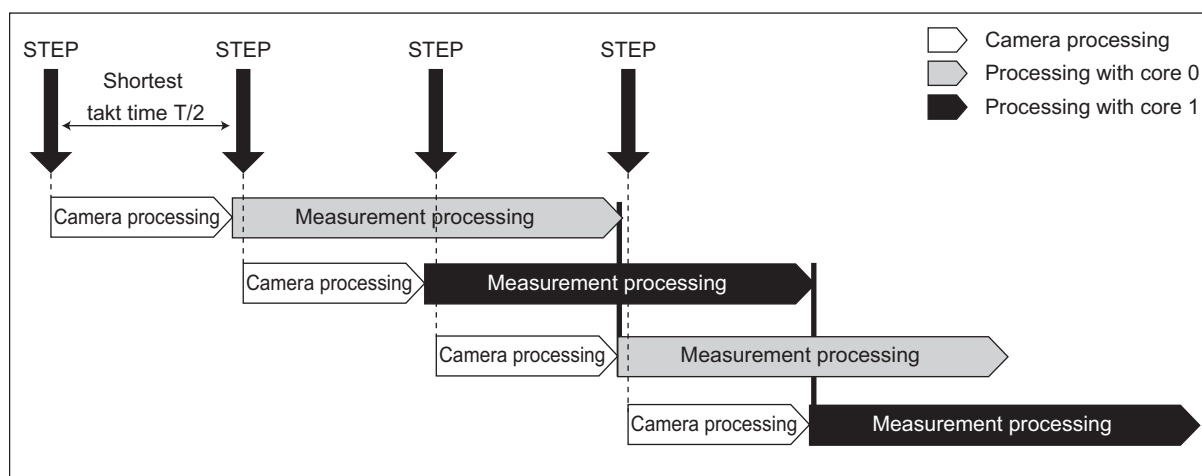 STEP STEP STEP STEP
Shortest
takt time T/2
Camera processing
Processing with core 0
Processing with core 1
Camera processing Measurement processing
Camera processing Measurement processing
Camera processing Measurement processing
Camera processing Measurement processing